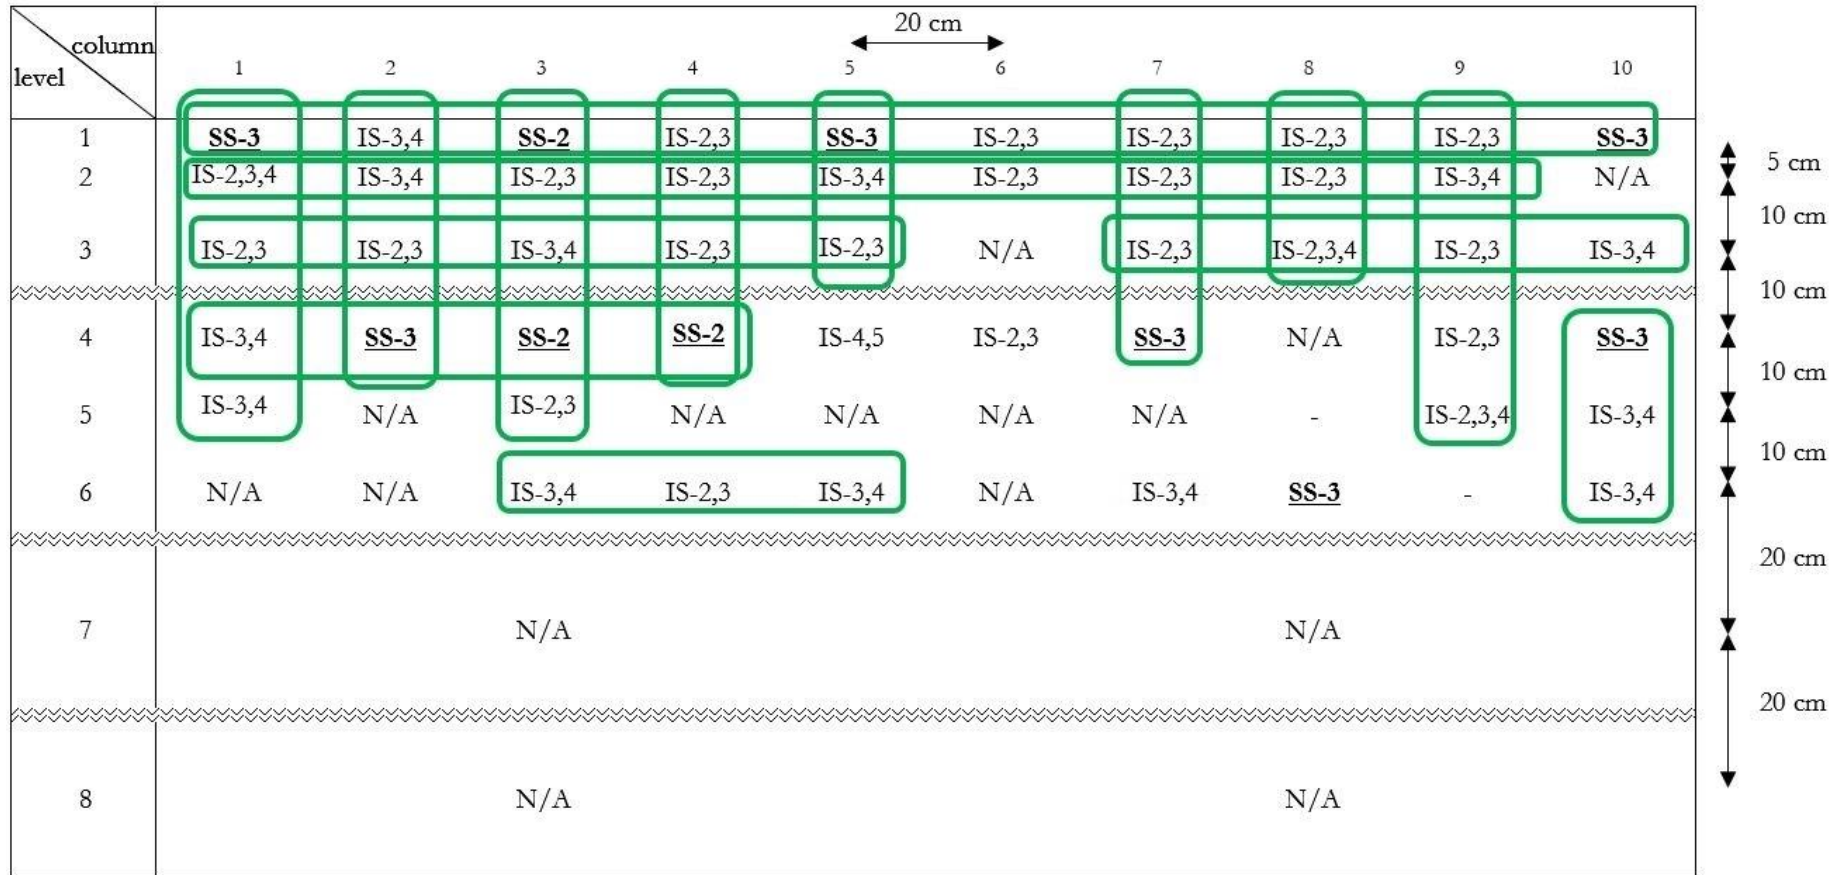 20 cm
column
level
1 2 3 4 5 6 7 8 9 10
1 SS-3 IS-3,4 SS-2 IS-2,3 SS-3 IS-2,3 IS-2,3 IS-2,3 IS-2,3 SS-3
5 cm
2 IS-2,3,4 IS-3,4 IS-2,3 IS-2,3 IS-3,4 IS-2,3 IS-2,3 IS-2,3 IS-3,4 N/A
10 cm
3 IS-2,3 IS-2,3 IS-3,4 IS-2,3 IS-2,3 N/A IS-2,3 IS-2,3,4 IS-2,3 IS-3,4
10 cm
4 IS-3,4 SS-3 SS-2 SS-2 IS-4,5 IS-2,3 SS-3 N/A IS-2,3 SS-3
10 cm
5 IS-3,4 N/A IS-2,3 N/A N/A N/A N/A - IS-2,3,4 IS-3,4
10 cm
6 N/A N/A IS-3,4 IS-2,3 IS-3,4 N/A IS-3,4 SS-3 - IS-3,4
20 cm
7 N/A N/A
20 cm
8 N/A N/A